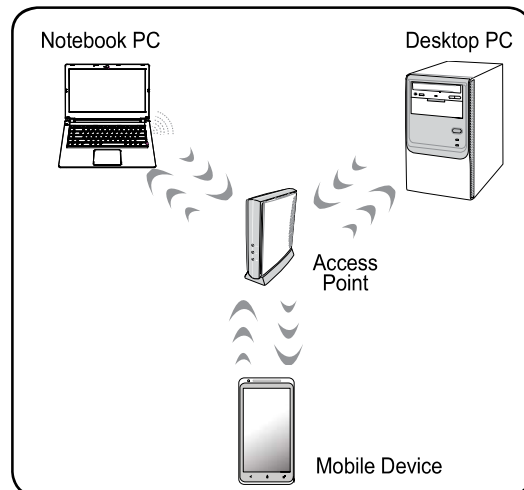 Notebook PC
Desktop PC
Access
Point
Mobile Device